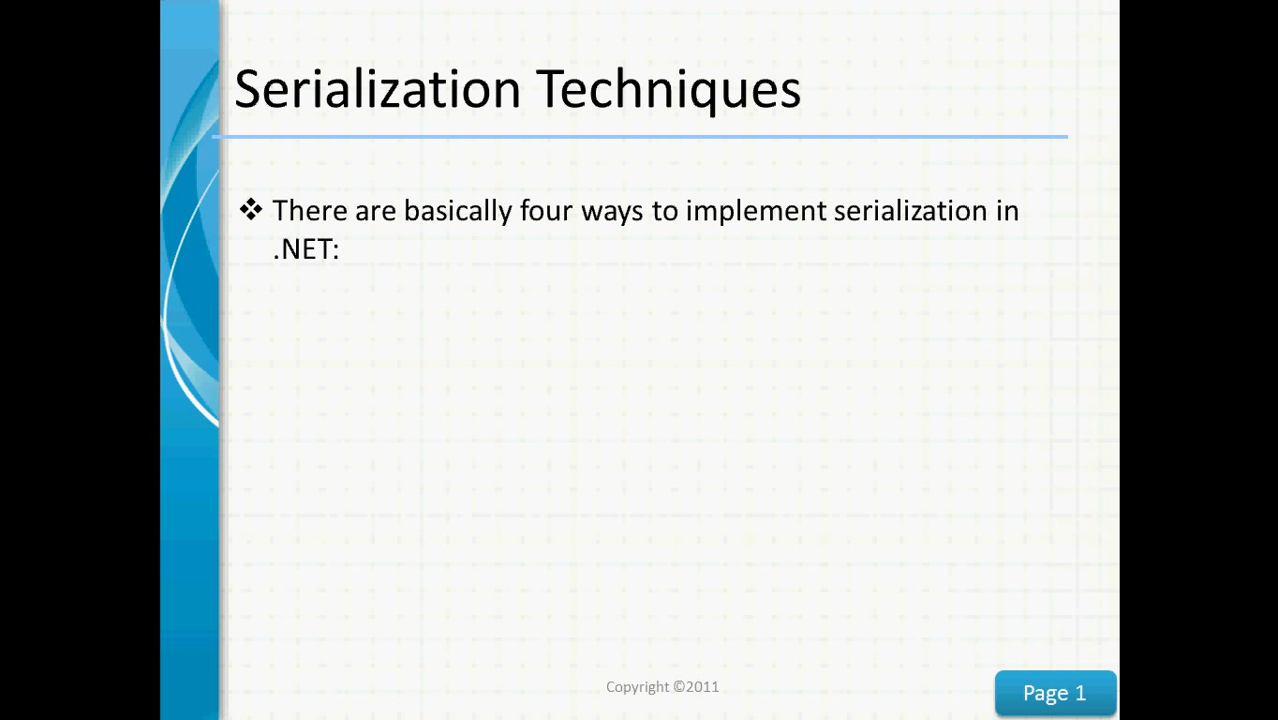 Serialization Techniques
❖ There are basically four ways to implement serialization in
.NET:
Copyright ©2011
Page 1